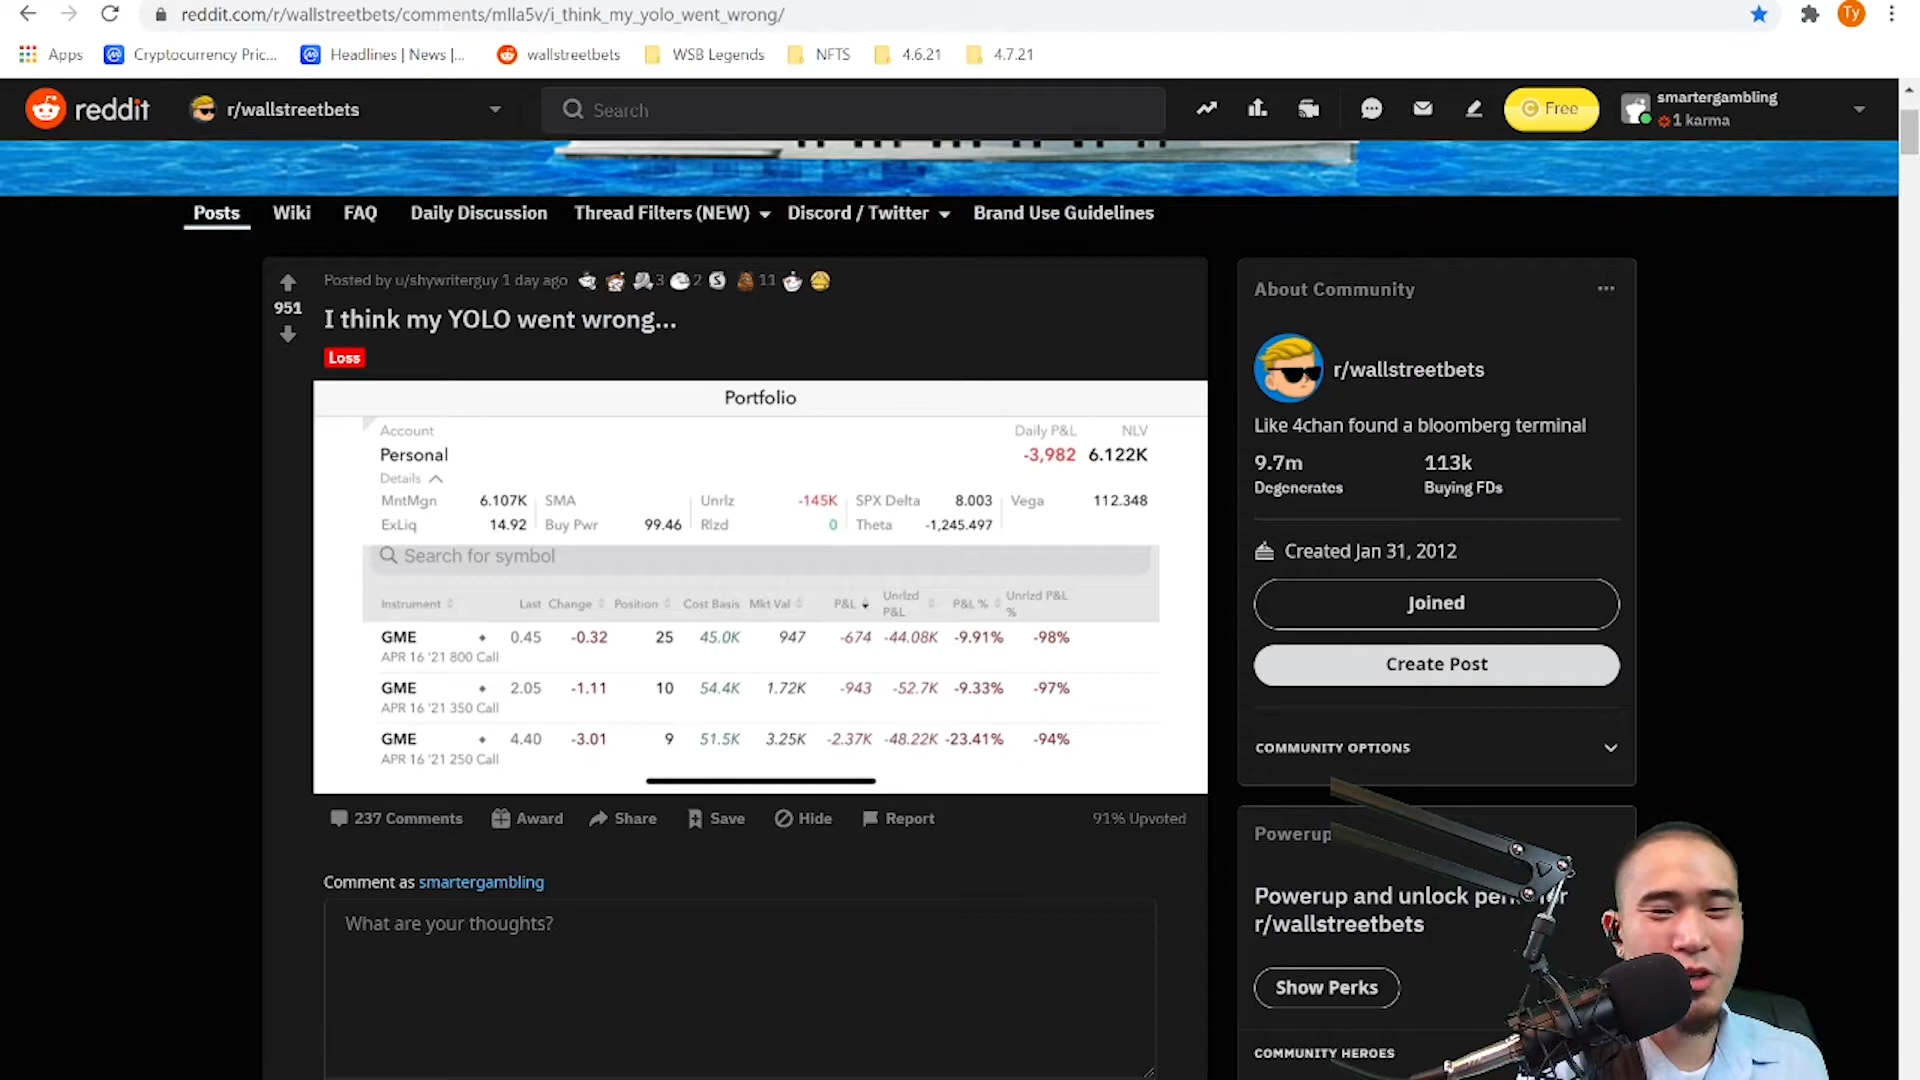 reddit.com/r/wallstreetbets/comments/mlla5v/i_think_my_yolo_went_wrong/
Ty
Apps
Cryptocurrency Pric...
Headlines | News |...
wallstreetbets
WSB Legends
NFTS
4.6.21
4.7.21
reddit
r/wallstreetbets
Search
Free
smartergambling
1 karma
Posts
Wiki
FAQ
Daily Discussion
Thread Filters (NEW)
Discord / Twitter
Brand Use Guidelines
951
Posted by u/shywriterguy 1 day ago 3 2 11
I think my YOLO went wrong...
Loss
Portfolio
Account Daily P&L NLV
Personal -3,982 6.122K
Details
MntMgn 6.107K SMA Unrlz -145K SPX Delta 8.003 Vega 112.348
ExLiq 14.92 Buy Pwr 99.46 Rlzd 0 Theta -1,245.497
Search for symbol
Instrument Last Change Position Cost Basis Mkt Val P&L Unrlzd P&L P&L % Unrlzd P&L %
GME 0.45 -0.32 25 45.0K 947 -674 -44.08K -9.91% -98%
APR 16 '21 800 Call
GME 2.05 -1.11 10 54.4K 1.72K -943 -52.7K -9.33% -97%
APR 16 '21 350 Call
GME 4.40 -3.01 9 51.5K 3.25K -2.37K -48.22K -23.41% -94%
APR 16 '21 250 Call
237 Comments
Award
Share
Save
Hide
Report
91% Upvoted
Comment as smartergambling
What are your thoughts?
About Community
r/wallstreetbets
Like 4chan found a bloomberg terminal
9.7m 113k
Degenerates Buying FDs
Created Jan 31, 2012
Joined
Create Post
COMMUNITY OPTIONS
Powerup
Powerup and unlock
r/wallstreetbets
Show Perks
COMMUNITY HEROES